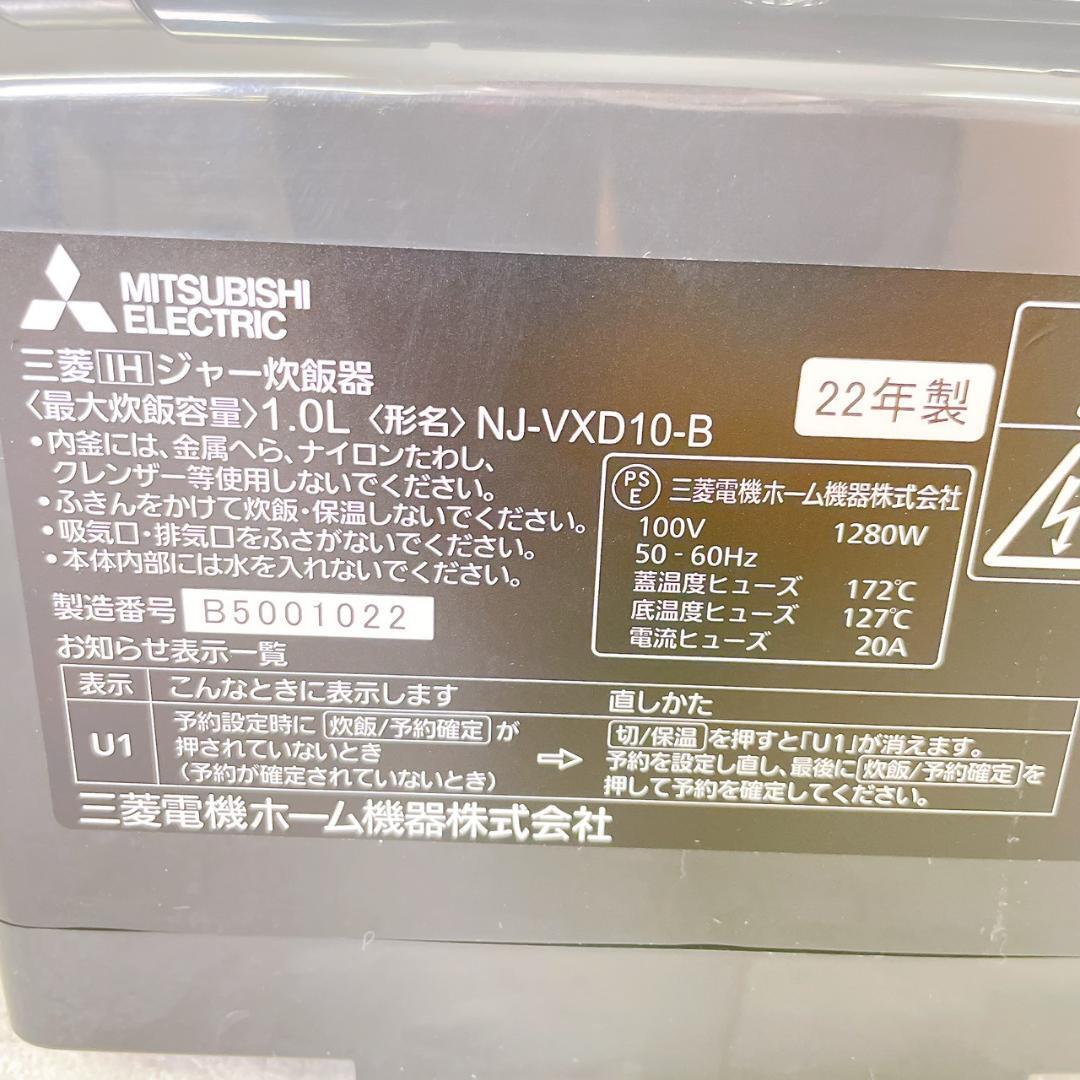 MITSUBISHI
ELECTRIC
三菱IHジャー炊飯器
〈最大炊飯容量〉1.0L 〈形名〉NJ-VXD10-B
22年製
•内釜には、金属へら、ナイロンたわし、
クレンザー等使用しないでください。
•ふきんをかけて炊飯・保温しないでください。
•吸気口・排気口をふさがないでください。
•本体内部には水を入れないでください。
PSE 三菱電機ホーム機器株式会社
100V 1280W
50 - 60Hz
蓋温度ヒューズ 172℃
底温度ヒューズ 127℃
電流ヒューズ 20A
製造番号 B5001022
お知らせ表示一覧
表示 こんなときに表示します 直しかた
U1
予約設定時に 炊飯/予約確定 が
押されていないとき
(予約が確定されていないとき)
⇨
切/保温 を押すと「U1」が消えます。
予約を設定し直し、最後に 炊飯/予約確定 を
押して予約を確定してください。
三菱電機ホーム機器株式会社